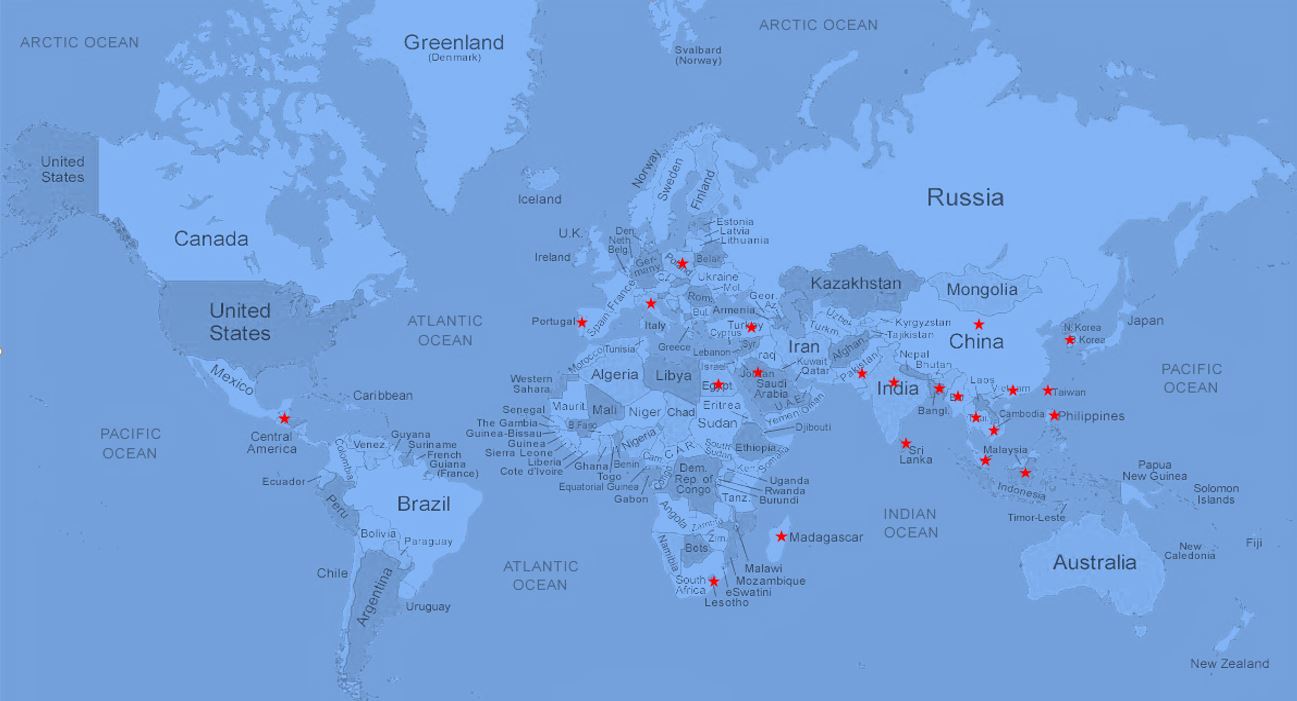 ARCTIC OCEAN
Greenland
(Denmark)
Svalbard
(Norway)
ARCTIC OCEAN
United
States
Canada
Iceland
Norway
Sweden
Finland
Russia
U.K.
Ireland
Den.
Neth.
Belg.
Estonia
Latvia
Lithuania
Ger-
many
Poland
Belar.
CZ
Ukraine
Mol.
Kazakhstan
Mongolia
United
States
ATLANTIC
OCEAN
Portugal
Spain
France
Italy
Rom.
Bul.
Geor.
Az.
Armenia
Turkey
Greece
Cyprus
Syr.
Lebanon
Israel
Iraq
Jordan
Iran
Uzbek.
Turkm.
Kyrgyzstan
Tajikistan
Afghan.
China
N. Korea
S. Korea
Japan
Mexico
Caribbean
Morocco
Tunisia
Algeria
Libya
Egypt
Kuwait
Qatar
Saudi
Arabia
U.A.E.
Oman
Yemen
Pakistan
Nepal
Bhutan
India
Bangl.
Laos
Vietnam
Taiwan
PACIFIC
OCEAN
Western
Sahara
Maurit.
Mali
Niger
Chad
Eritrea
Sudan
Djibouti
Thai.
Cambodia
Philippines
PACIFIC
OCEAN
Central
America
Senegal
The Gambia
Guinea-Bissau
Guinea
Sierra Leone
Liberia
Cote d'Ivoire
B.Faso
Ghana
Togo
Benin
Nigeria
Cam.
C.A.R.
South
Sudan
Ethiopia
Somalia
Sri
Lanka
Malaysia
Venez.
Guyana
Suriname
French
Guiana
(France)
Colombia
Ecuador
Equatorial Guinea
Gabon
Congo
Dem.
Rep. of
Congo
Uganda
Rwanda
Burundi
Tanz.
Indonesia
Papua
New Guinea
Solomon
Islands
Timor-Leste
Peru
Brazil
Bolivia
Paraguay
Angola
Zambia
Zim.
Namibia
Bots.
Madagascar
INDIAN
OCEAN
Australia
New
Caledonia
Fiji
Chile
Argentina
Uruguay
ATLANTIC
OCEAN
South
Africa
Malawi
Mozambique
eSwatini
Lesotho
New Zealand